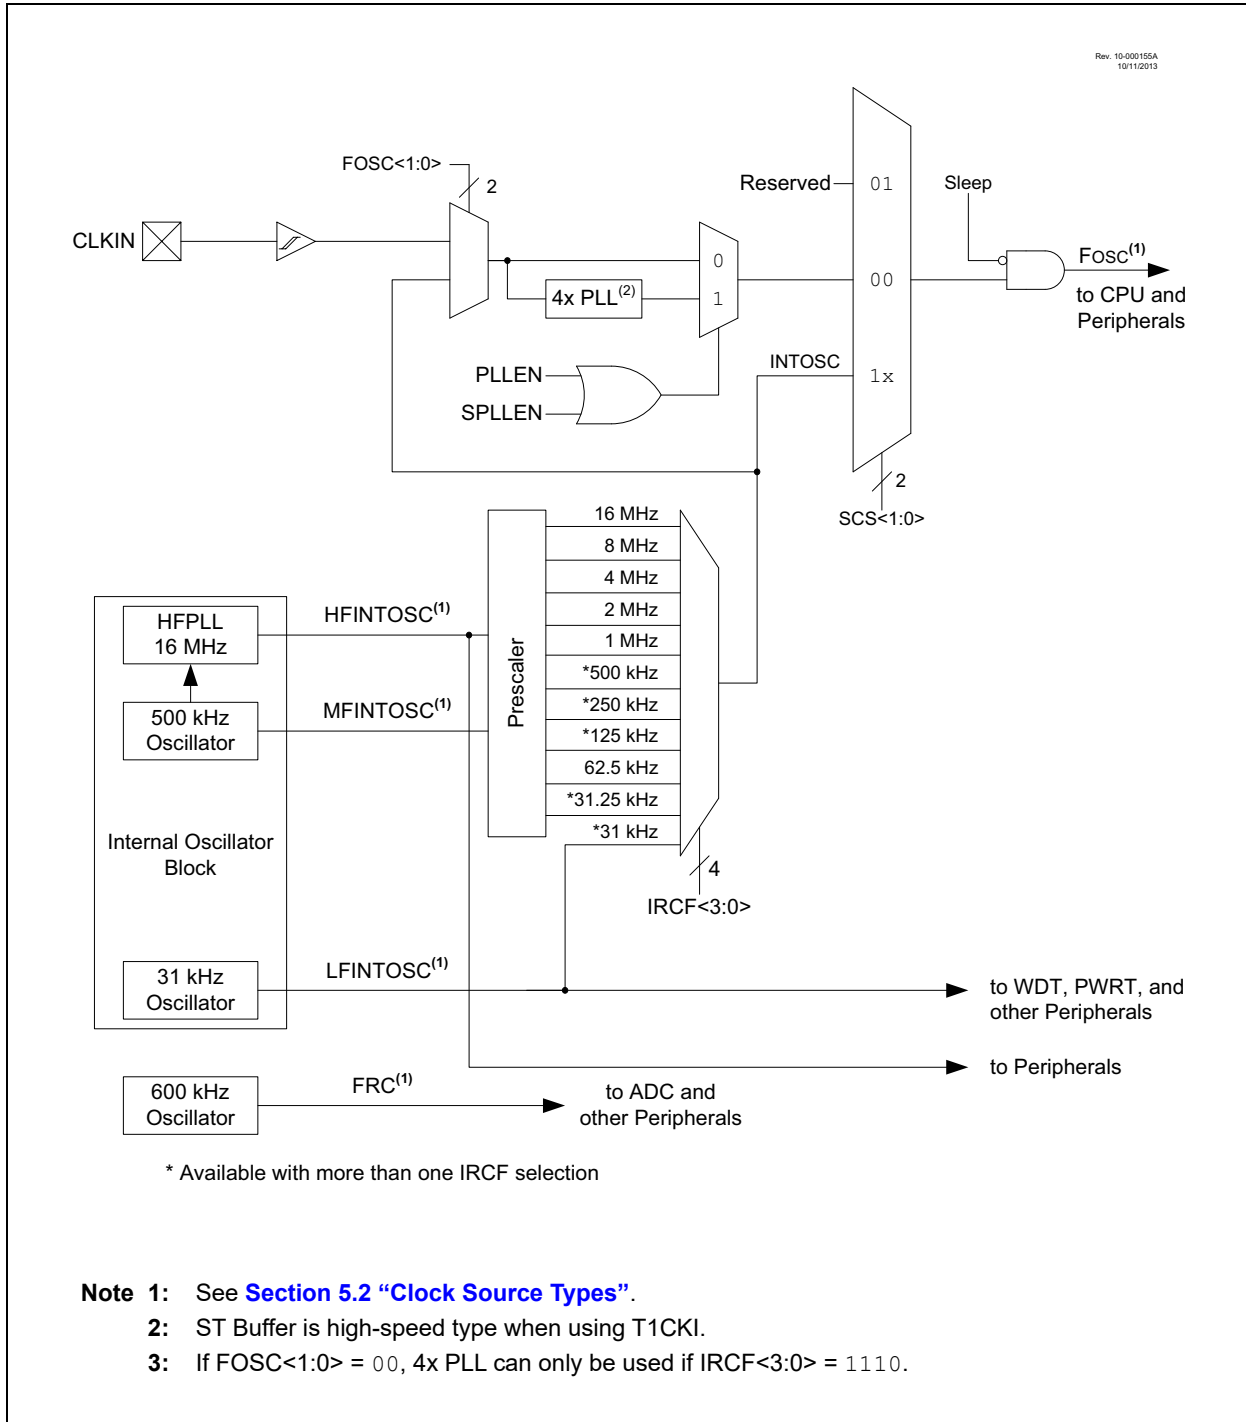 Rev. 10-000155A
10/11/2013
FOSC<1:0>
2
Reserved
01
Sleep
CLKIN
0
FOSC(1)
4x PLL(2)
1
00
to CPU and
Peripherals
PLLEN
INTOSC
1x
SPLLEN
2
SCS<1:0>
16 MHz
8 MHz
4 MHz
HFPLL
16 MHz
HFINTOSC(1)
2 MHz
1 MHz
Prescaler
*500 kHz
500 kHz
Oscillator
MFINTOSC(1)
*250 kHz
*125 kHz
62.5 kHz
*31.25 kHz
*31 kHz
Internal Oscillator
Block
4
IRCF<3:0>
31 kHz
Oscillator
LFINTOSC(1)
to WDT, PWRT, and
other Peripherals
to Peripherals
600 kHz
Oscillator
FRC(1)
to ADC and
other Peripherals
* Available with more than one IRCF selection
Note 1: See Section 5.2 “Clock Source Types”.
2: ST Buffer is high-speed type when using T1CKI.
3: If FOSC<1:0> = 00, 4x PLL can only be used if IRCF<3:0> = 1110.